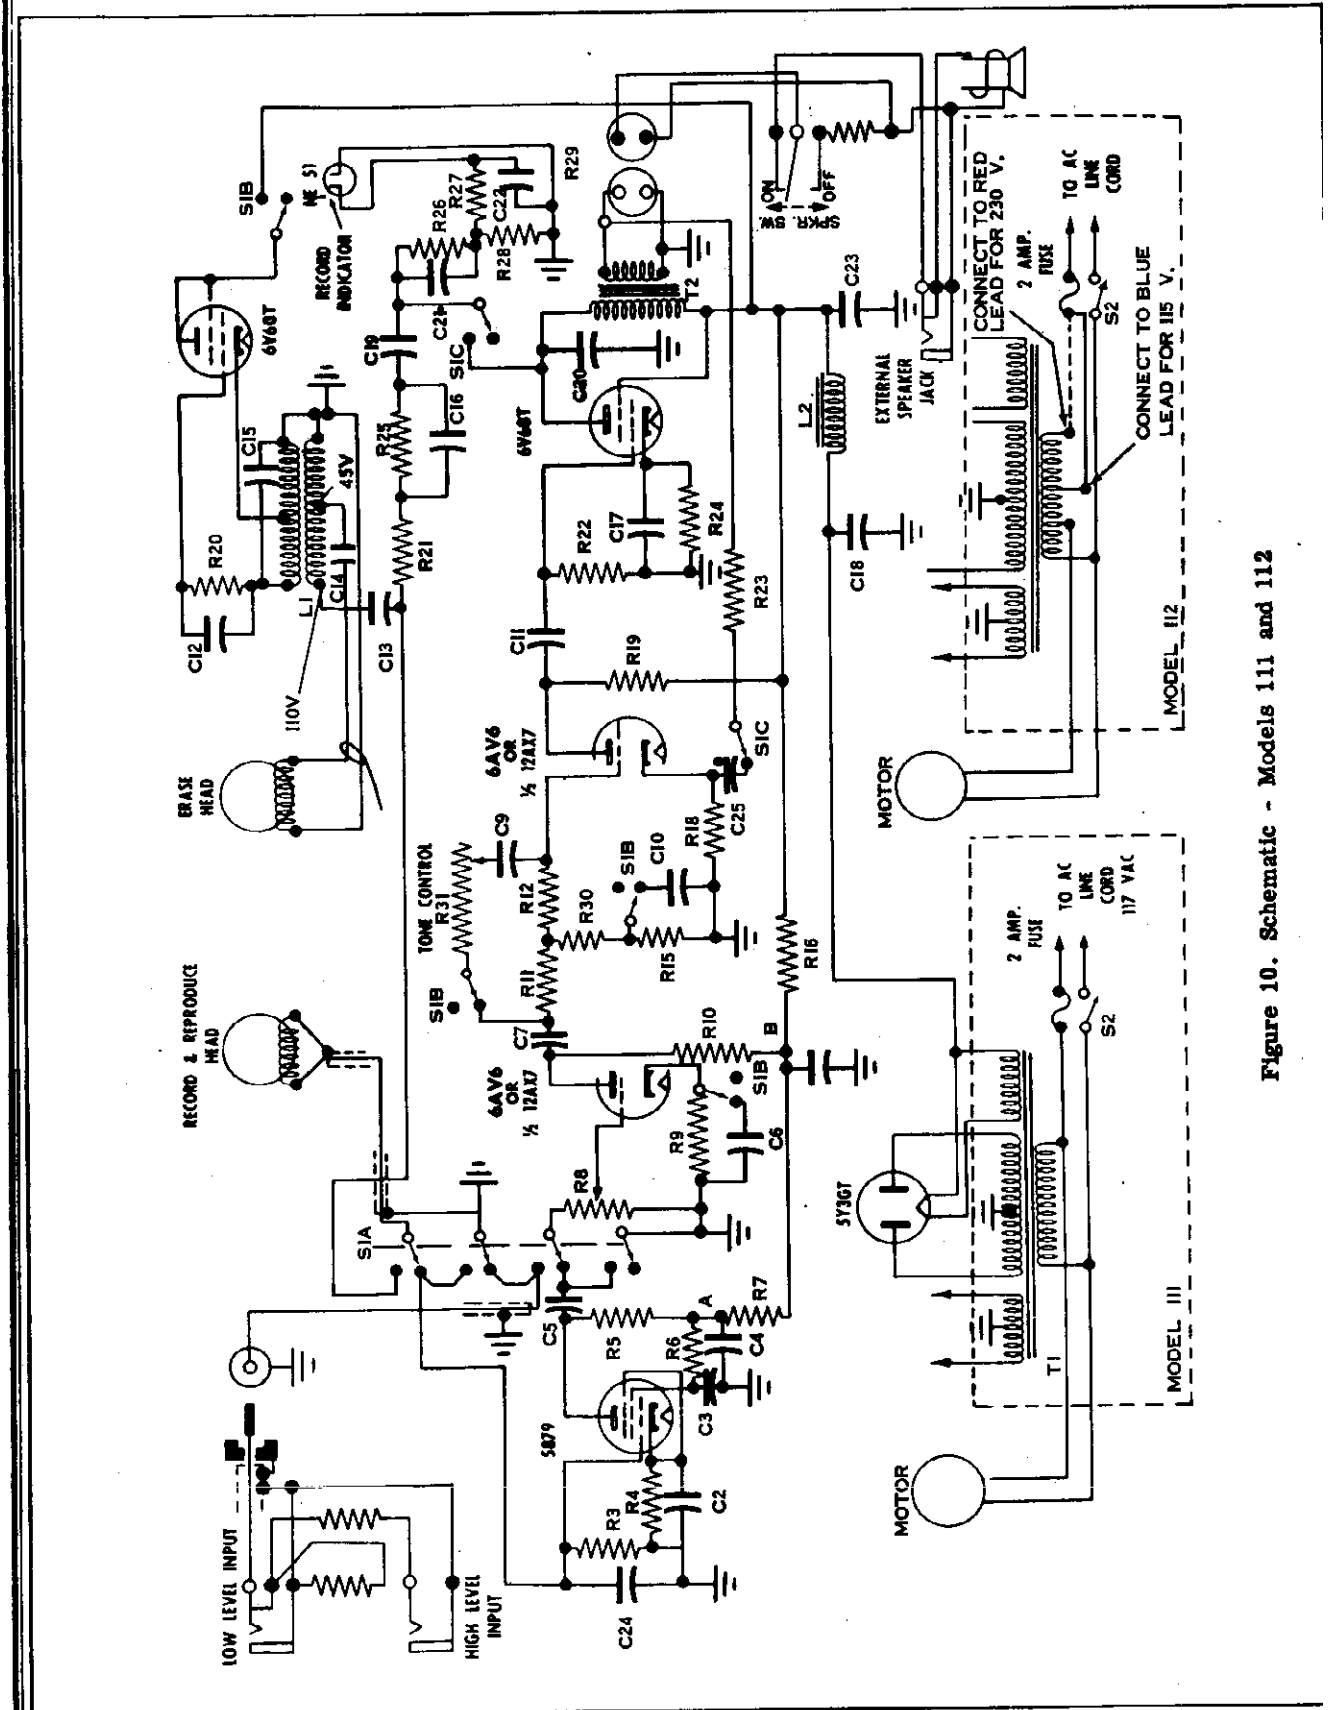 LOW LEVEL INPUT
HIGH LEVEL
INPUT
RECORD & REPRODUCE
HEAD
ERASE
HEAD
110V
C12
R20
L1
C14
C15
45V
C13
6V6GT
S1B
NE 51
RECORD
INDICATOR
R21
R25
C16
C19
C21
R26
R27
C22
R28
R29
S1C
S1A
TONE CONTROL
R31
S1B
C9
C7
R11
R12
R30
S1B
R15
C10
R18
C25
S1C
6AV6
OR
½ 12AX7
6AV6
OR
½ 12AX7
C11
R19
R22
C17
R24
R23
6V6GT
C20
T2
ON
SPKR. SW.
OFF
5879
C24
R3
R4
C2
C3
R6
C4
A
R5
C5
R7
R8
R9
C6
S1B
R10
B
R16
C18
L2
C23
EXTERNAL
SPEAKER
JACK
MOTOR
5Y3GT
T1
2 AMP.
FUSE
TO AC
LINE
CORD
117 VAC
S2
MODEL 111
MOTOR
CONNECT TO RED
LEAD FOR 230 V.
2 AMP.
FUSE
TO AC
LINE
CORD
S2
CONNECT TO BLUE
LEAD FOR 115 V.
MODEL 112
Figure 10. Schematic - Models 111 and 112